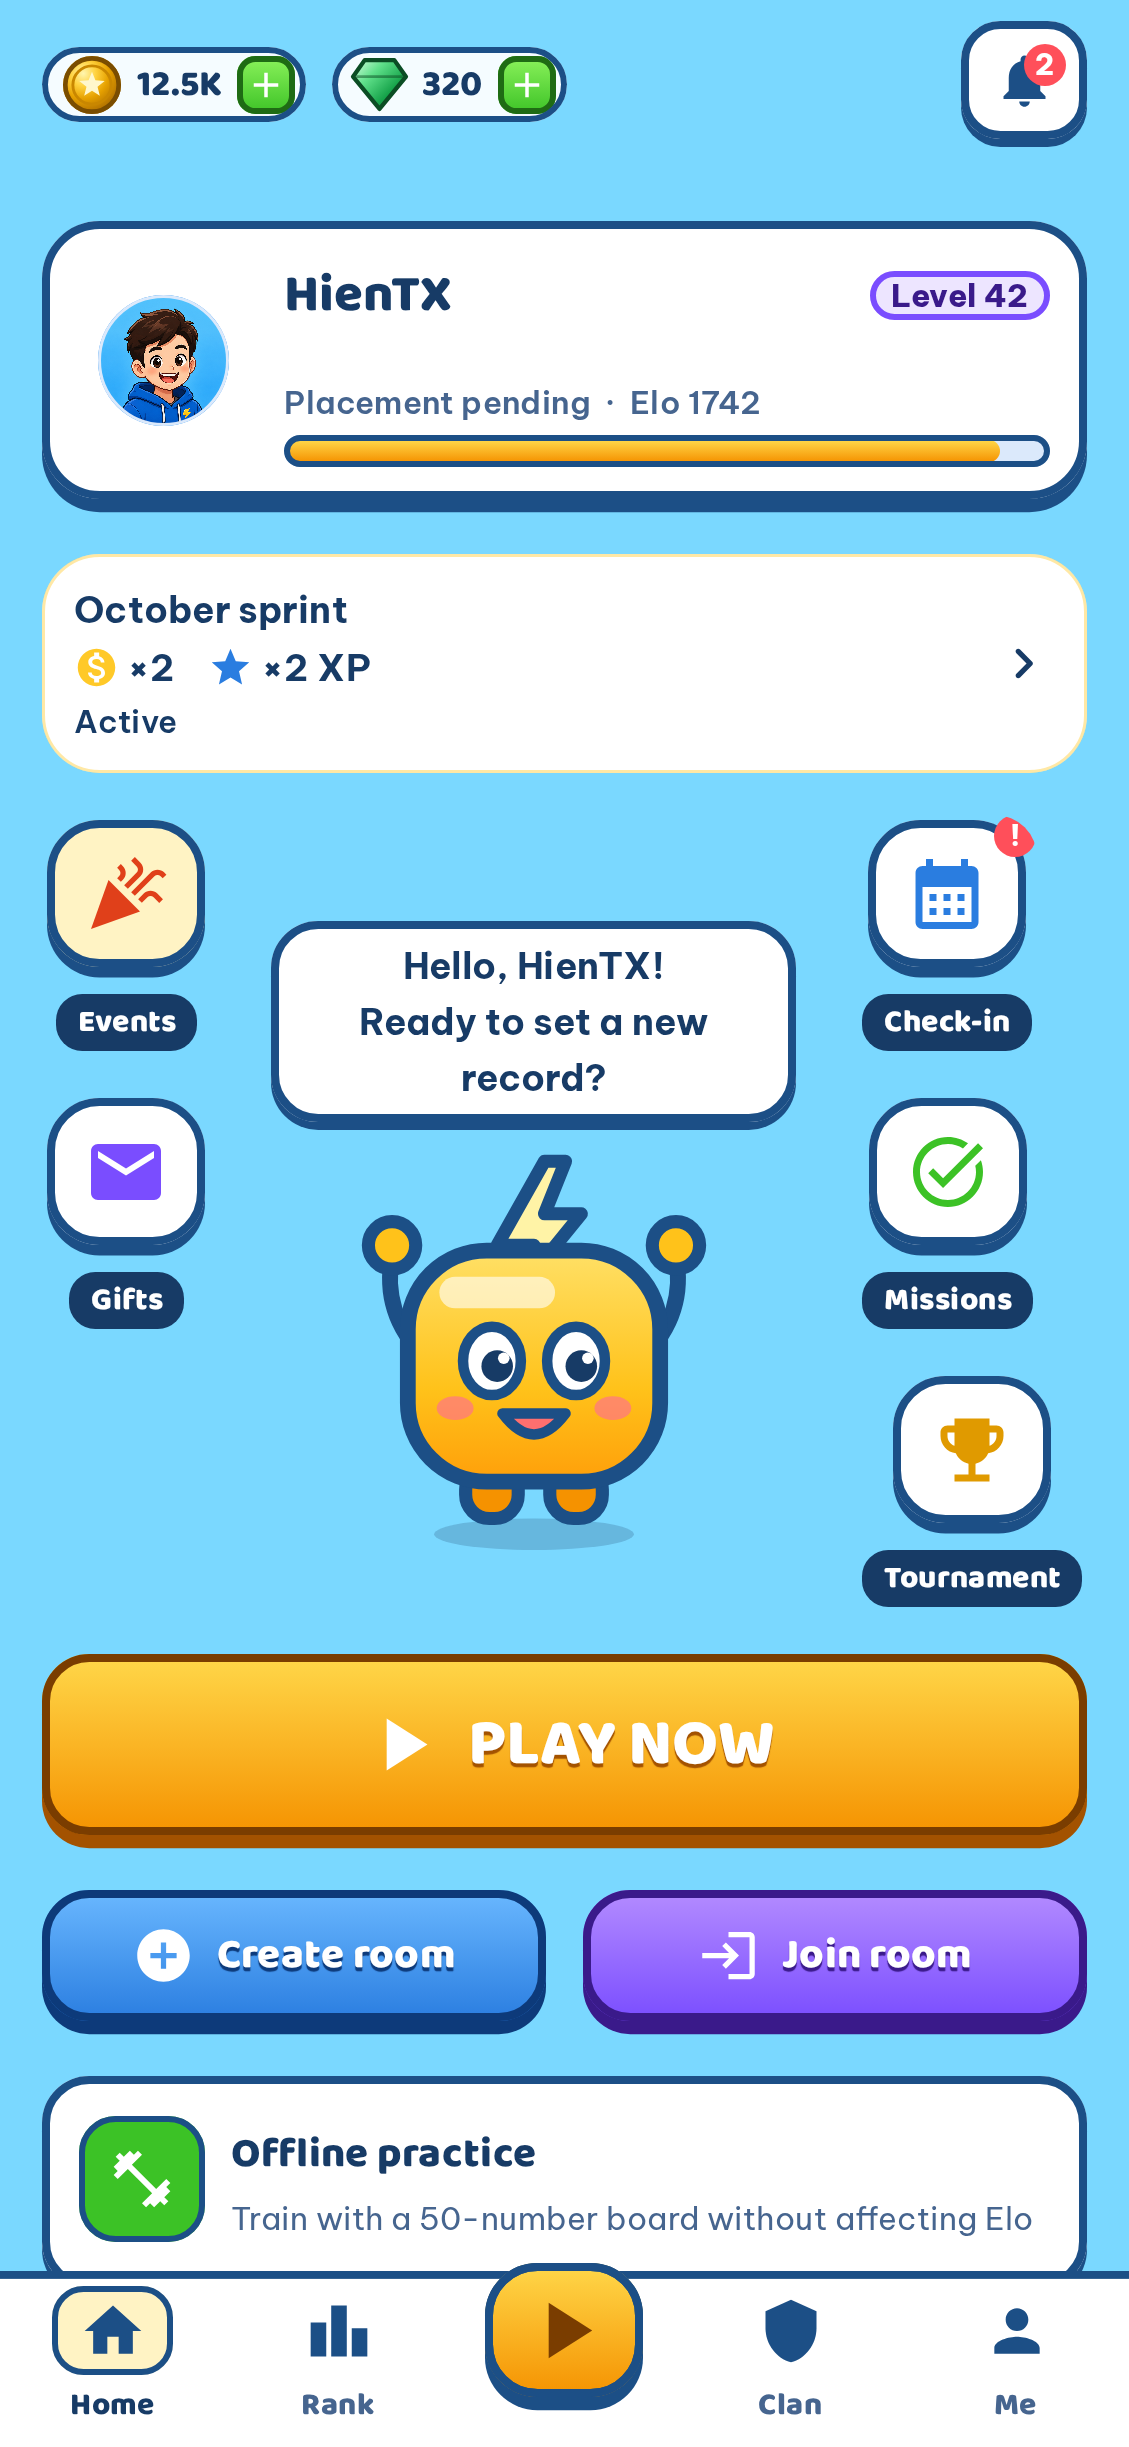 12.5K
320
2
HienTX
Level 42
Placement pending · Elo 1742
October sprint
×2 ×2 XP
Active
!
Events
Check-in
Hello, HienTX!
Ready to set a new
record?
Gifts
Missions
Tournament
PLAY NOW
Create room
Join room
Offline practice
Train with a 50-number board without affecting Elo
Home
Rank
Clan
Me